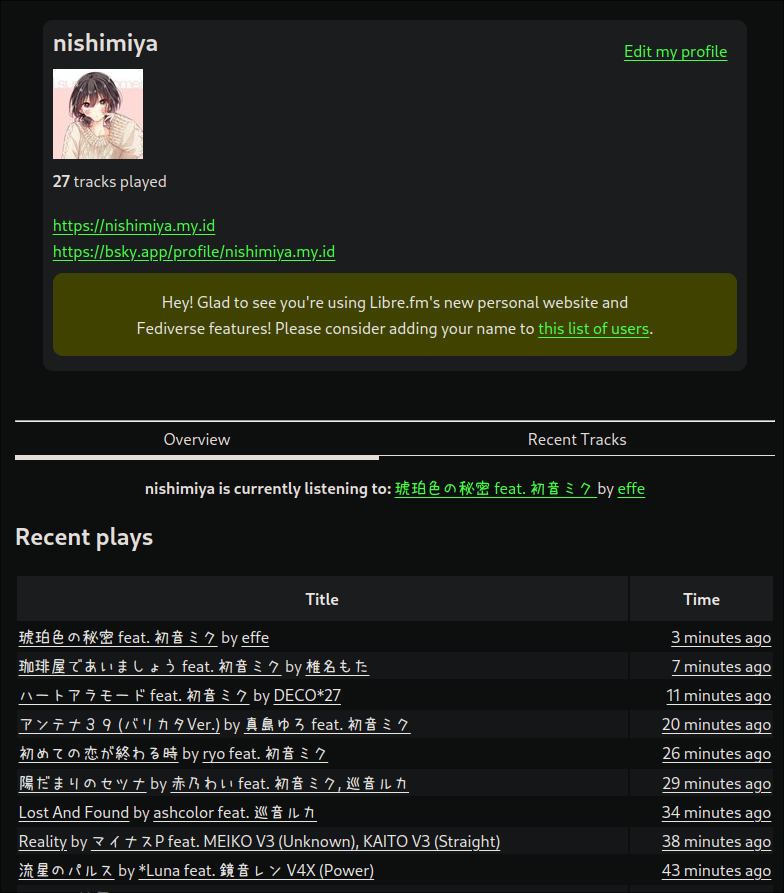 nishimiya
Edit my profile
27 tracks played
https://nishimiya.my.id
https://bsky.app/profile/nishimiya.my.id
Hey! Glad to see you're using Libre.fm's new personal website and
Fediverse features! Please consider adding your name to this list of users.
Overview Recent Tracks
nishimiya is currently listening to: 琥珀色の秘密 feat. 初音ミク by effe
Recent plays
Title Time
琥珀色の秘密 feat. 初音ミク by effe 3 minutes ago
珈琲屋であいましょう feat. 初音ミク by 椎名もた 7 minutes ago
ハートアラモード feat. 初音ミク by DECO*27 11 minutes ago
アンテナ３９ (バリカタVer.) by 真島ゆろ feat. 初音ミク 20 minutes ago
初めての恋が終わる時 by ryo feat. 初音ミク 26 minutes ago
陽だまりのセツナ by 赤乃わい feat. 初音ミク, 巡音ルカ 29 minutes ago
Lost And Found by ashcolor feat. 巡音ルカ 34 minutes ago
Reality by マイナスP feat. MEIKO V3 (Unknown), KAITO V3 (Straight) 38 minutes ago
流星のパルス by *Luna feat. 鏡音レン V4X (Power) 43 minutes ago